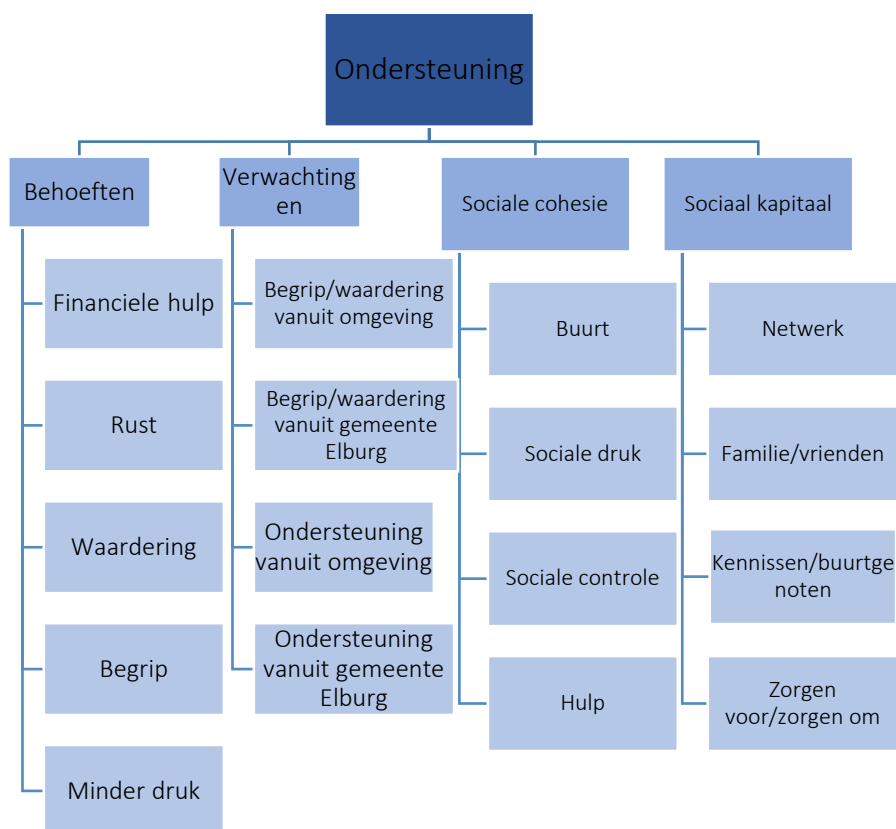 Ondersteuning
Behoeften
Financiele hulp
Rust
Waardering
Begrip
Minder druk
Verwachting
en
Begrip/waardering
vanuit omgeving
Begrip/waardering
vanuit gemeente
Elburg
Ondersteuning
vanuit omgeving
Ondersteuning
vanuit gemeente
Elburg
Sociale cohesie
Buurt
Sociale druk
Sociale controle
Hulp
Sociaal kapitaal
Netwerk
Familie/vrienden
Kennissen/buurtge
noten
Zorgen
voor/zorgen om